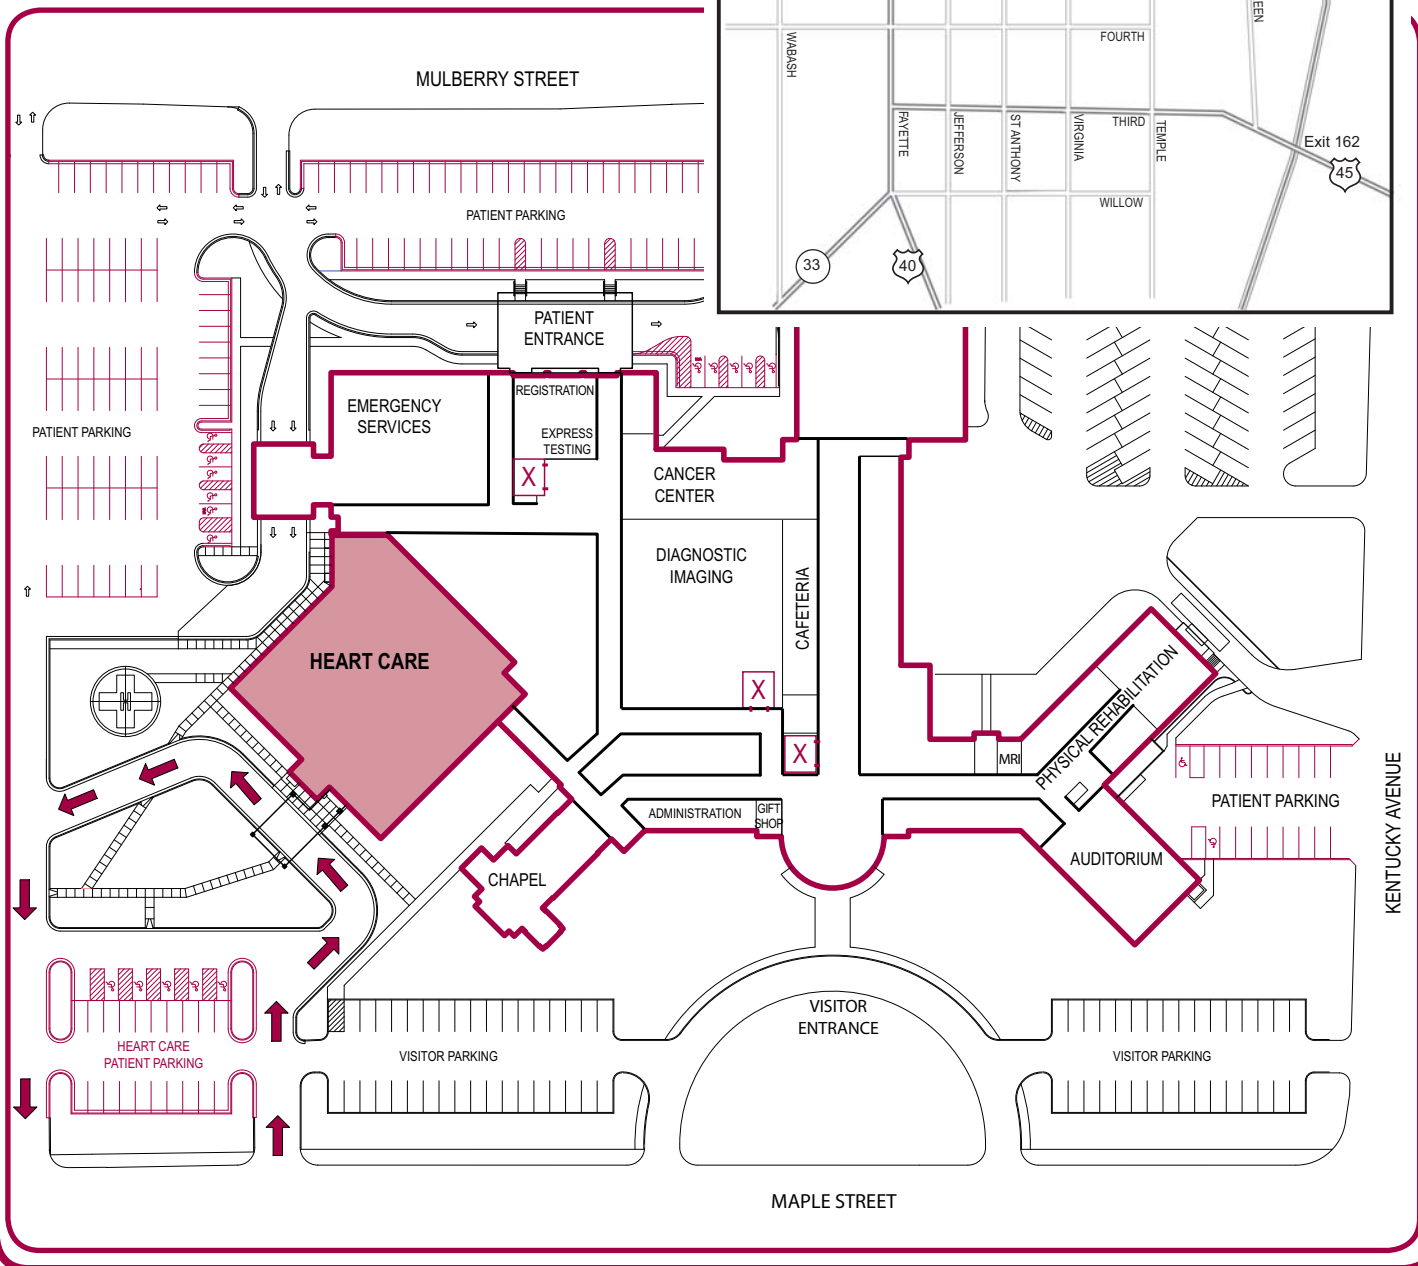 MULBERRY STREET
WABASH
FOURTH
EEN
FAYETTE
JEFFERSON
ST ANTHONY
VIRGINIA
THIRD
TEMPLE
Exit 162
45
WILLOW
33
40
PATIENT PARKING
PATIENT
ENTRANCE
REGISTRATION
EMERGENCY
SERVICES
EXPRESS
TESTING
X
PATIENT PARKING
CANCER
CENTER
DIAGNOSTIC
IMAGING
CAFETERIA
HEART CARE
X
X
MRI
PHYSICAL REHABILITATION
ADMINISTRATION
GIFT
SHOP
PATIENT PARKING
KENTUCKY AVENUE
AUDITORIUM
CHAPEL
VISITOR
ENTRANCE
HEART CARE
PATIENT PARKING
VISITOR PARKING
VISITOR PARKING
MAPLE STREET